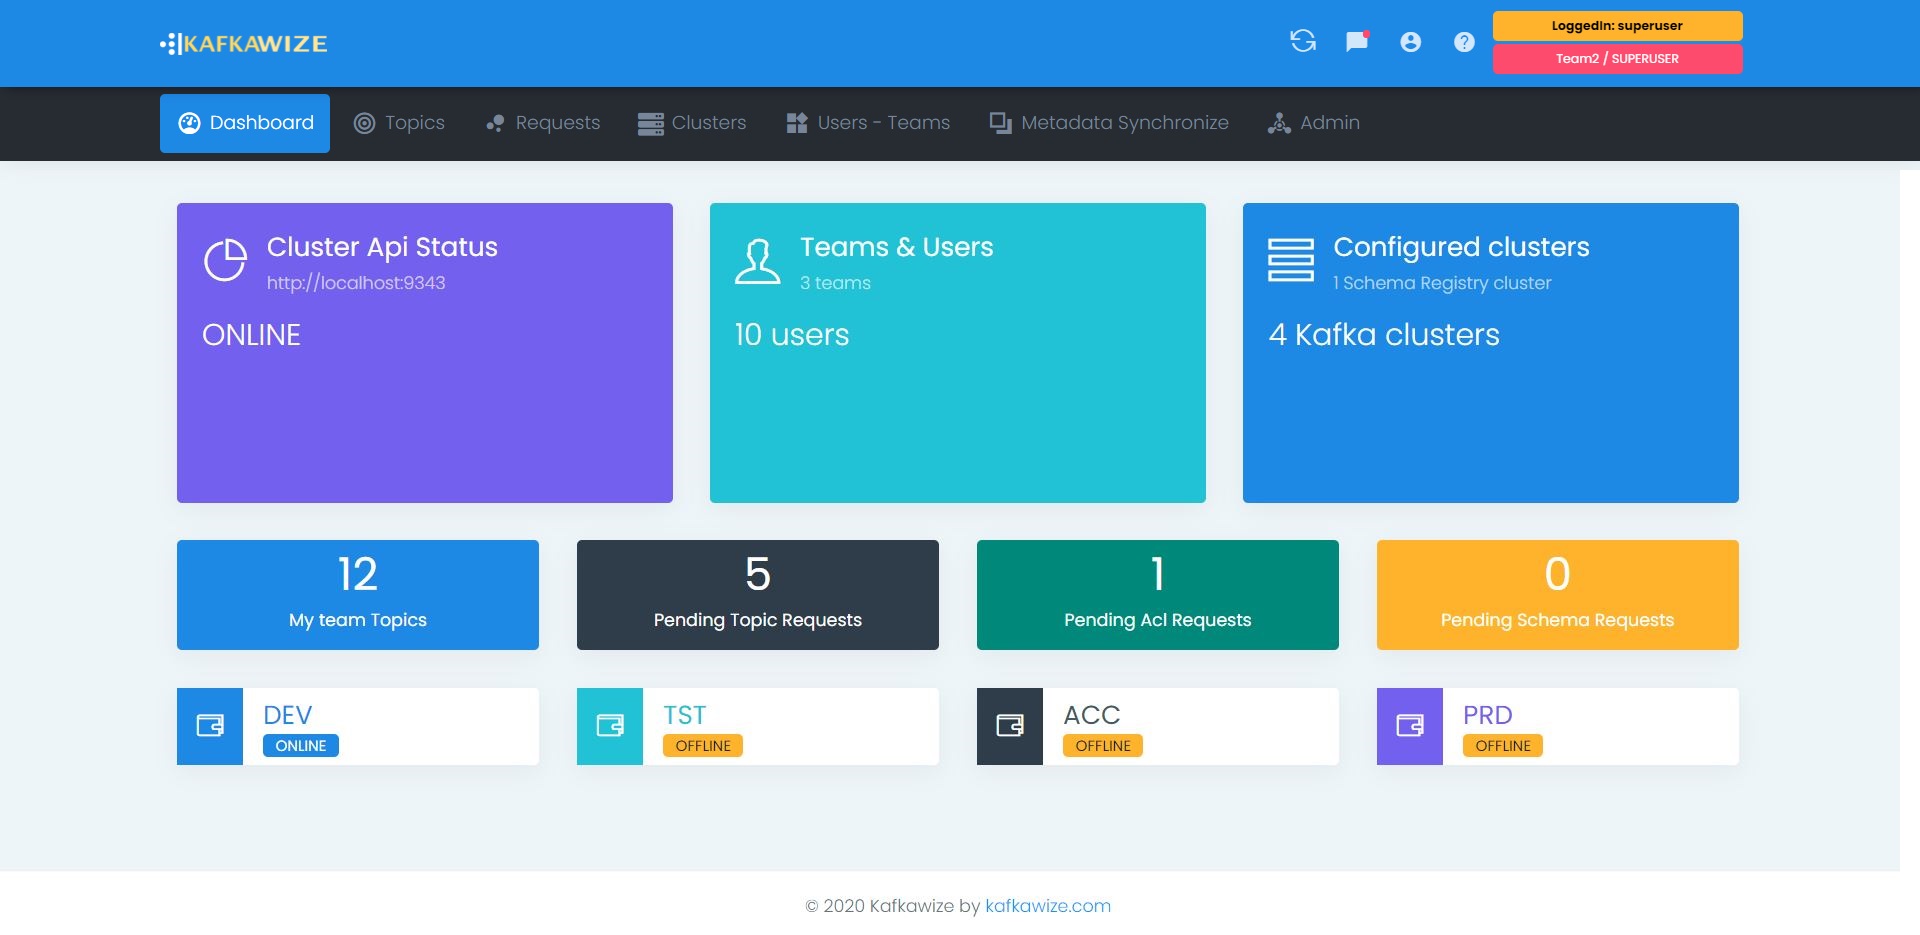 KAFKAWIZE
LoggedIn: superuser
Team2 / SUPERUSER
Dashboard
Topics
Requests
Clusters
Users - Teams
Metadata Synchronize
Admin
Cluster Api Status
http://localhost:9343
ONLINE
Teams & Users
3 teams
10 users
Configured clusters
1 Schema Registry cluster
4 Kafka clusters
12
My team Topics
5
Pending Topic Requests
1
Pending Acl Requests
0
Pending Schema Requests
DEV
ONLINE
TST
OFFLINE
ACC
OFFLINE
PRD
OFFLINE
© 2020 Kafkawize by kafkawize.com